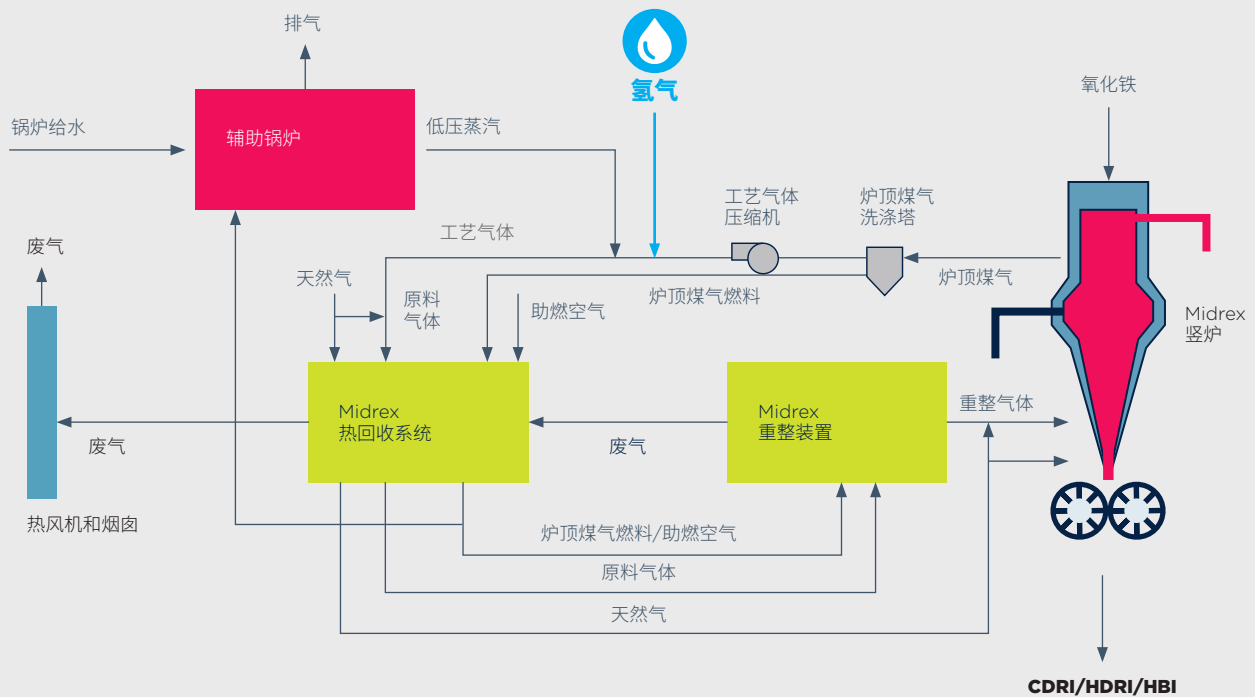 排气
氢气
氧化铁
锅炉给水
辅助锅炉
低压蒸汽
工艺气体
压缩机
炉顶煤气
洗涤塔
废气
工艺气体
天然气
原料
气体
助燃空气
炉顶煤气燃料
炉顶煤气
Midrex
竖炉
Midrex
热回收系统
Midrex
重整装置
重整气体
废气
废气
热风机和烟囱
炉顶煤气燃料/助燃空气
原料气体
天然气
CDRI/HDRI/HBI